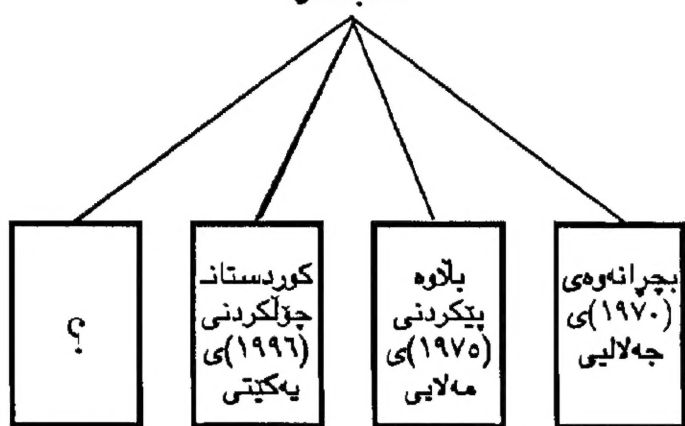 بچڕانەوەی
(١٩٧٠)ی
جەلالیی
بڵاوە
پێکردنی
(١٩٧٥)ی
مەلایی
کوردستانـ
چۆڵکردنی
(١٩٩٦)ی
یەکێتی
؟